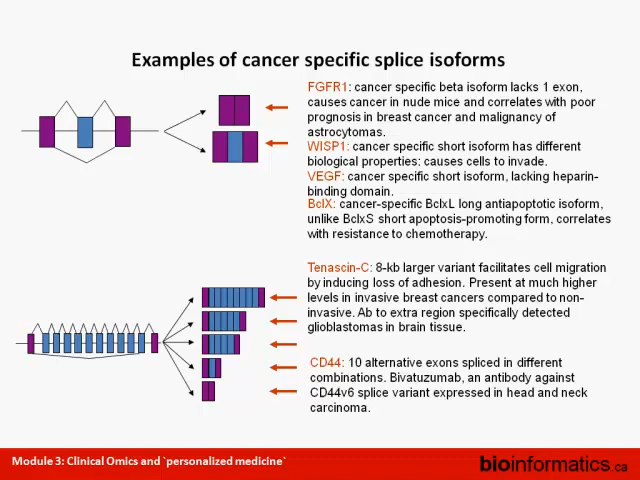 Examples of cancer specific splice isoforms
FGFR1: cancer specific beta isoform lacks 1 exon,
causes cancer in nude mice and correlates with poor
prognosis in breast cancer and malignancy of
astrocytomas.
WISP1: cancer specific short isoform has different
biological properties: causes cells to invade.
VEGF: cancer specific short isoform, lacking heparin-
binding domain.
BclX: cancer-specific BclxL long antiapoptotic isoform,
unlike BclxS short apoptosis-promoting form, correlates
with resistance to chemotherapy.
Tenascin-C: 8-kb larger variant facilitates cell migration
by inducing loss of adhesion. Present at much higher
levels in invasive breast cancers compared to non-
invasive. Ab to extra region specifically detected
glioblastomas in brain tissue.
CD44: 10 alternative exons spliced in different
combinations. Bivatuzumab, an antibody against
CD44v6 splice variant expressed in head and neck
carcinoma.
Module 3: Clinical Omics and `personalized medicine`
bioinformatics.ca